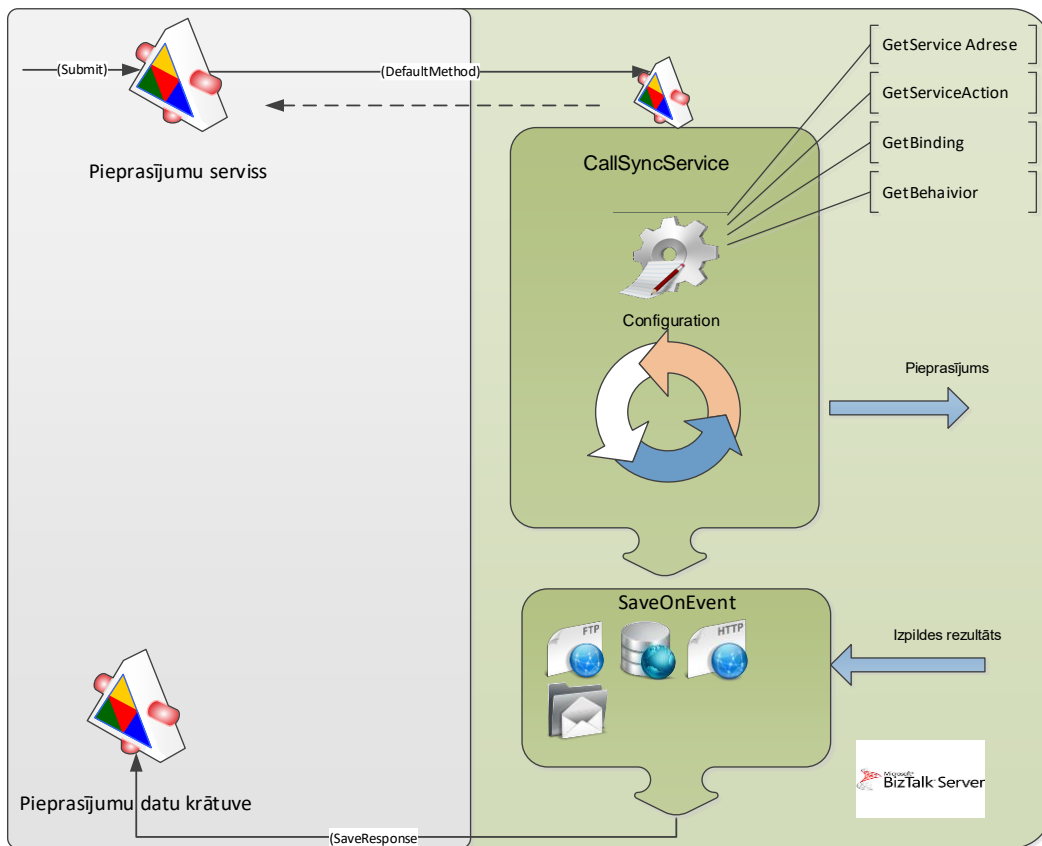 (Submit)
(DefaultMethod)
GetService Adrese
GetServiceAction
GetBinding
GetBehaivior
Pieprasījumu serviss
CallSyncService
Configuration
Pieprasījums
SaveOnEvent
FTP
HTTP
Izpildes rezultāts
Microsoft
BizTalk Server
Pieprasījumu datu krātuve
(SaveResponse